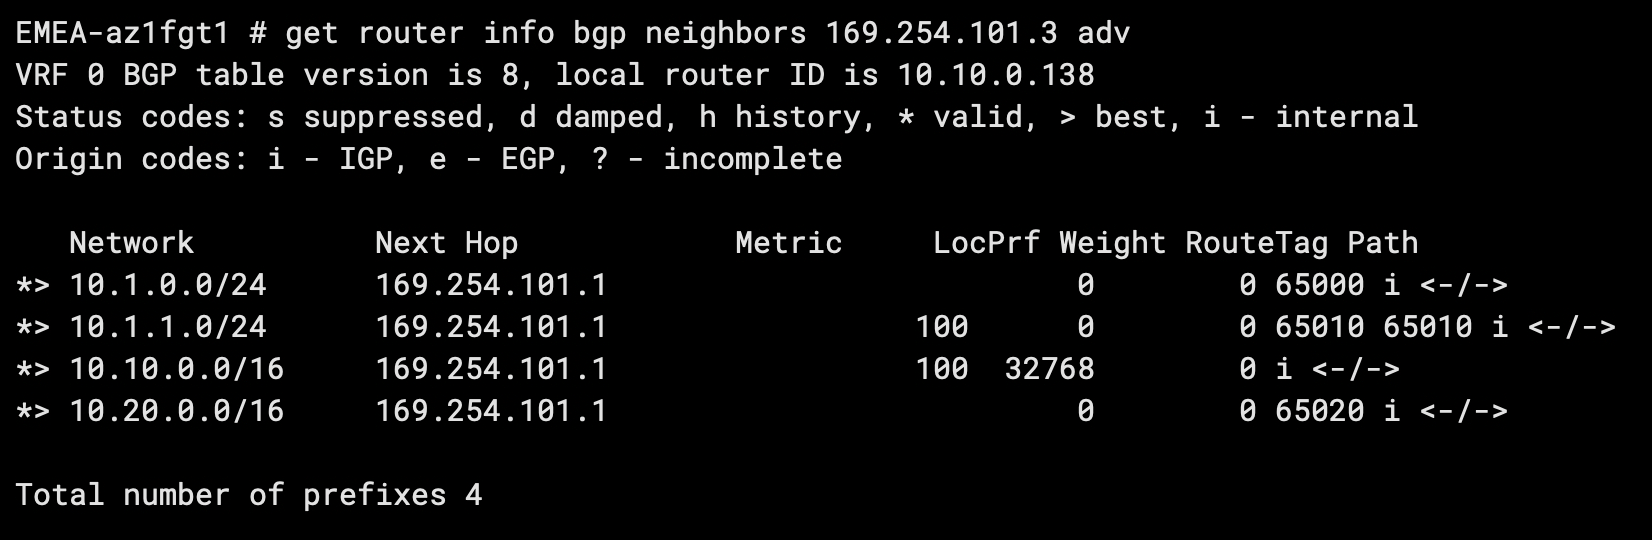 EMEA-az1fgt1 # get router info bgp neighbors 169.254.101.3 adv
VRF 0 BGP table version is 8, local router ID is 10.10.0.138
Status codes: s suppressed, d damped, h history, * valid, > best, i - internal
Origin codes: i - IGP, e - EGP, ? - incomplete

   Network          Next Hop            Metric     LocPrf Weight RouteTag Path
*> 10.1.0.0/24      169.254.101.1                          0        0 65000 i <-/->
*> 10.1.1.0/24      169.254.101.1                 100      0        0 65010 65010 i <-/->
*> 10.10.0.0/16     169.254.101.1                 100  32768        0 i <-/->
*> 10.20.0.0/16     169.254.101.1                          0        0 65020 i <-/->

Total number of prefixes 4